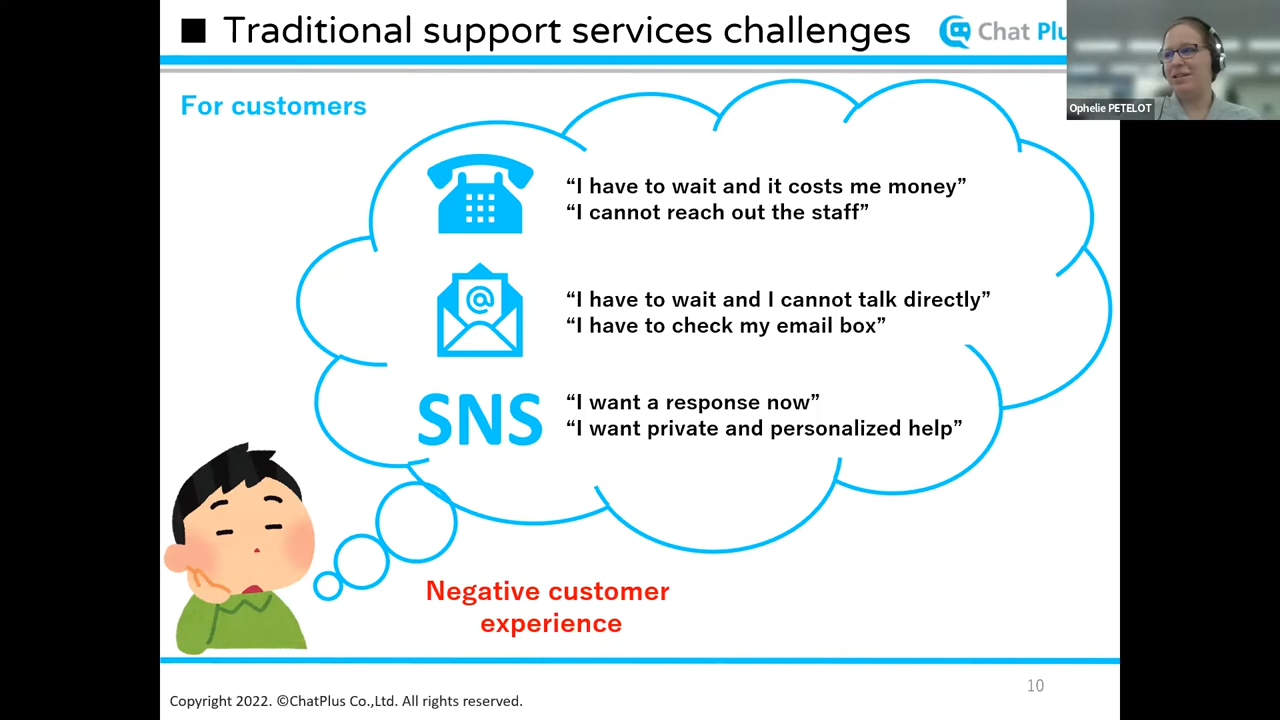 ■ Traditional support services challenges
Chat Plu
Ophelie PETELOT
For customers
“I have to wait and it costs me money”
“I cannot reach out the staff”
@
“I have to wait and I cannot talk directly”
“I have to check my email box”
SNS
“I want a response now”
“I want private and personalized help”
Negative customer
experience
10
Copyright 2022. ©ChatPlus Co.,Ltd. All rights reserved.